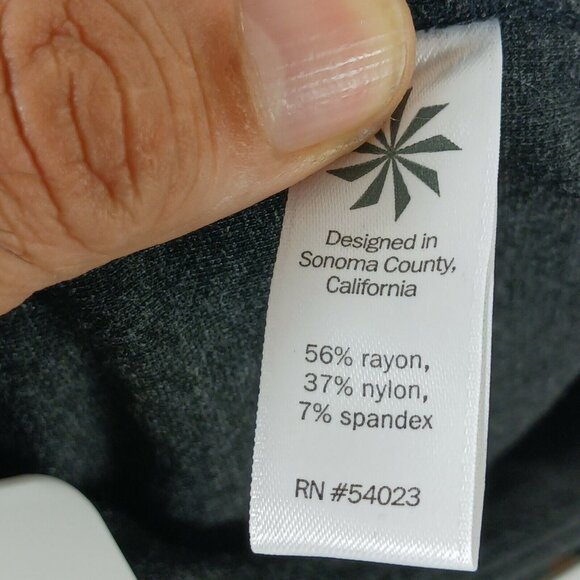 Designed in
Sonoma County,
California
56% rayon,
37% nylon,
7% spandex
RN #54023